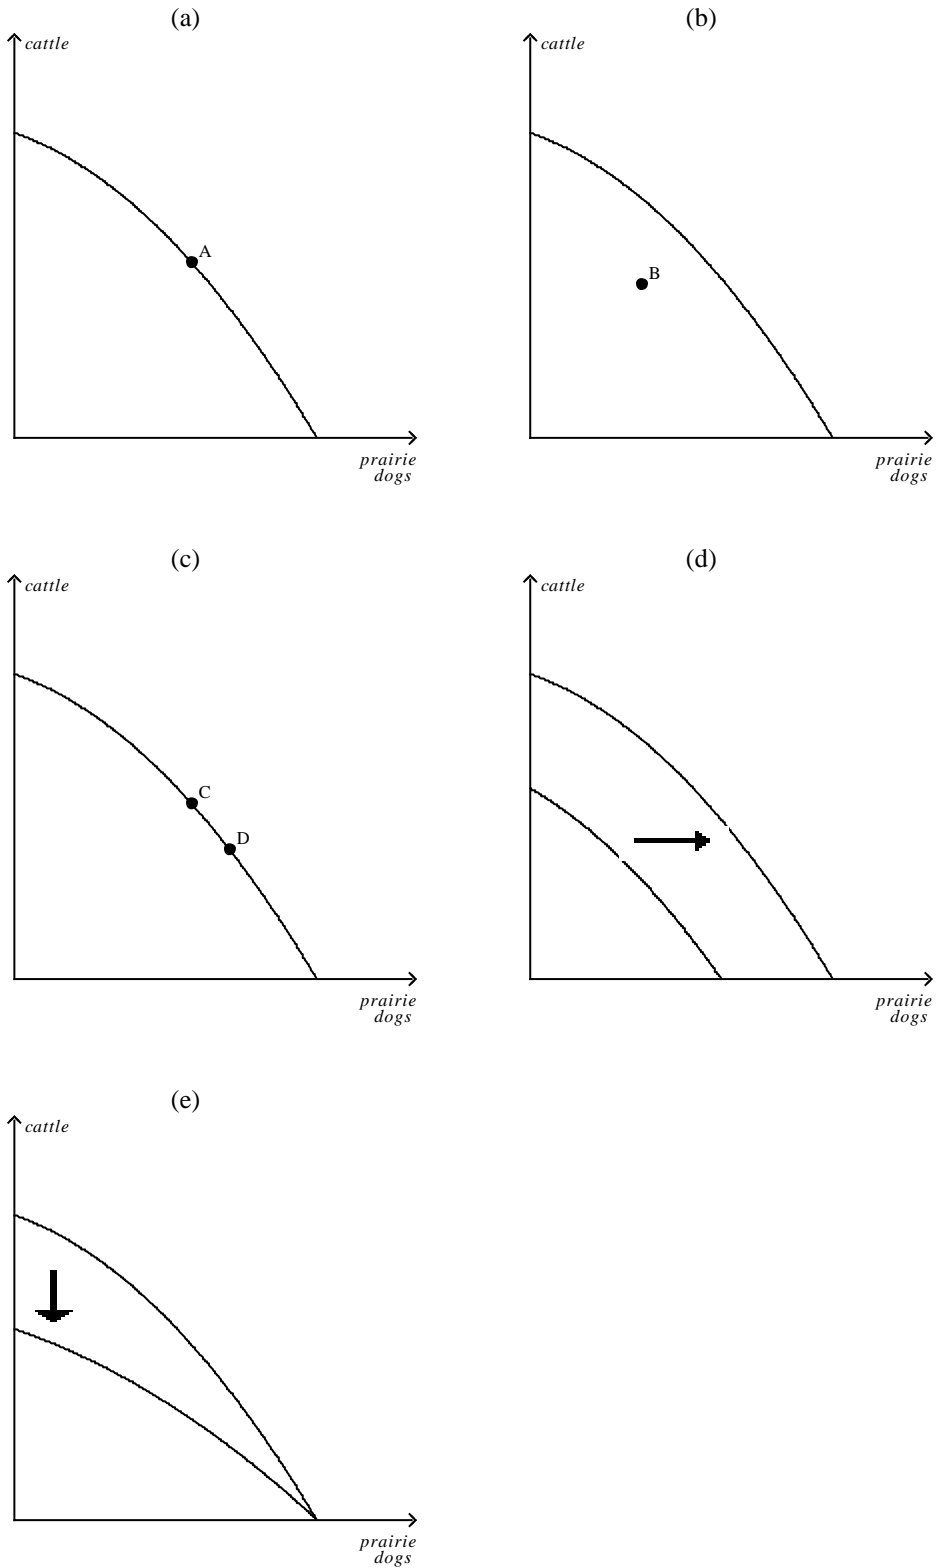 (a)
cattle
A
prairie
dogs
(b)
cattle
B
prairie
dogs
(c)
cattle
C
D
prairie
dogs
(d)
cattle
prairie
dogs
(e)
cattle
prairie
dogs